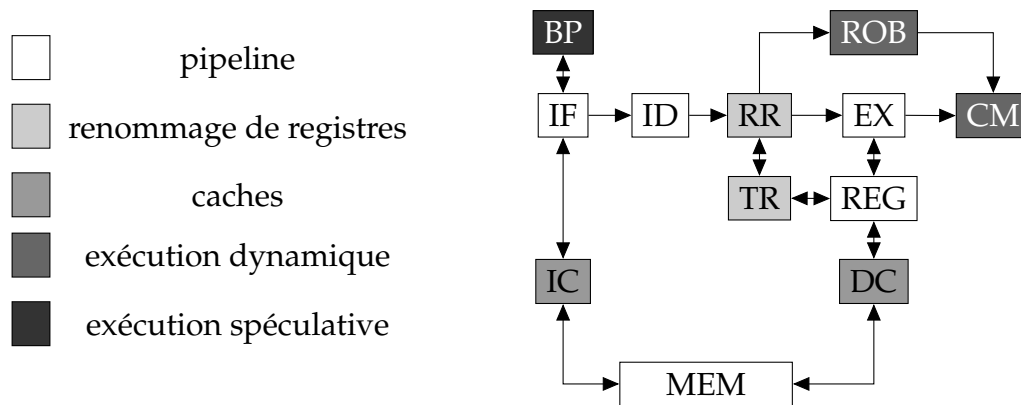 pipeline
renommage de registres
caches
exécution dynamique
exécution spéculative
BP ROB
IF ID RR EX CM
TR REG
IC DC
MEM